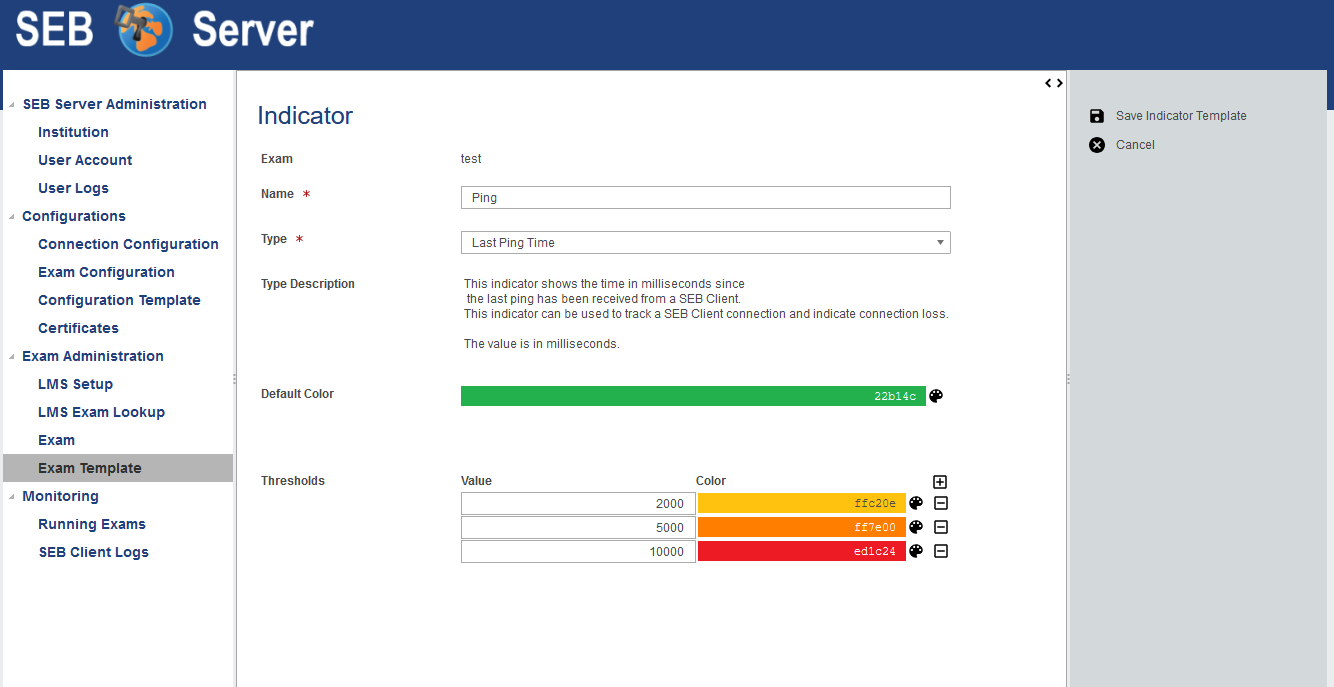 SEB Server
SEB Server Administration
Institution
User Account
User Logs
Configurations
Connection Configuration
Exam Configuration
Configuration Template
Certificates
Exam Administration
LMS Setup
LMS Exam Lookup
Exam
Exam Template
Monitoring
Running Exams
SEB Client Logs
Indicator
Exam test
Name * Ping
Type * Last Ping Time
Type Description
This indicator shows the time in milliseconds since
the last ping has been received from a SEB Client.
This indicator can be used to track a SEB Client connection and indicate connection loss.
The value is in milliseconds.
Default Color 22b14c
Thresholds Value Color
2000 ffc20e
5000 ff7e00
10000 ed1c24
Save Indicator Template
Cancel